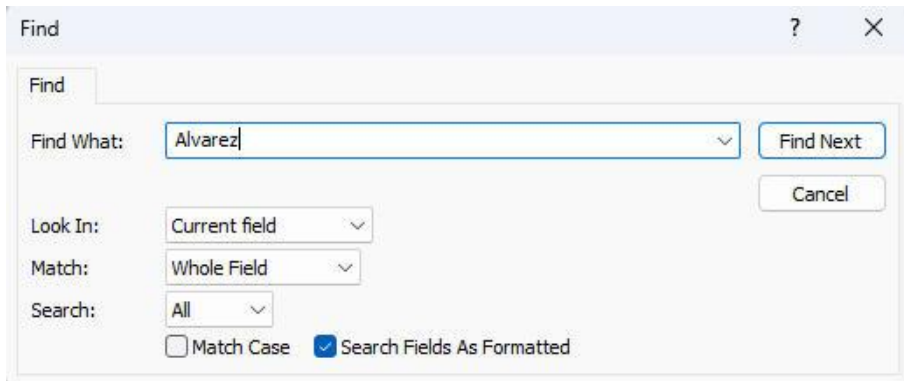 Find ?
Find
Find What: Alvarez Find Next
Cancel
Look In: Current field
Match: Whole Field
Search: All
Match Case Search Fields As Formatted